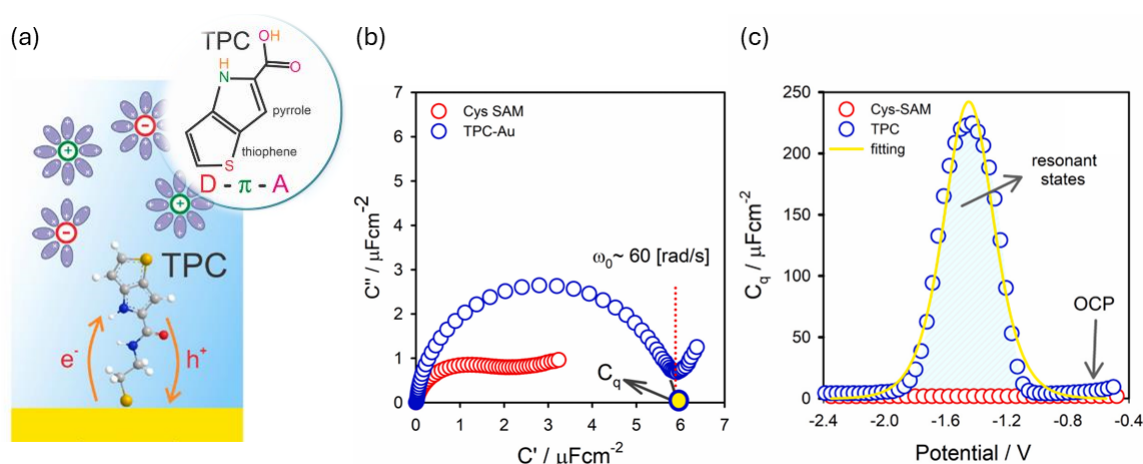 (a)
TPC
OH
H
N
O
pyrrole
thiophene
S
D - π - A
−
+
−
+
TPC
e⁻
h⁺
(b)
Cys SAM
TPC-Au
ω₀~ 60 [rad/s]
C_q
C'' / μFcm⁻²
7
6
5
4
3
2
1
0
0 1 2 3 4 5 6 7
C' / μFcm⁻²
(c)
Cys-SAM
TPC
fitting
resonant
states
OCP
C_q / μFcm⁻²
250
200
150
100
50
0
-2.4 -2.0 -1.6 -1.2 -0.8 -0.4
Potential / V